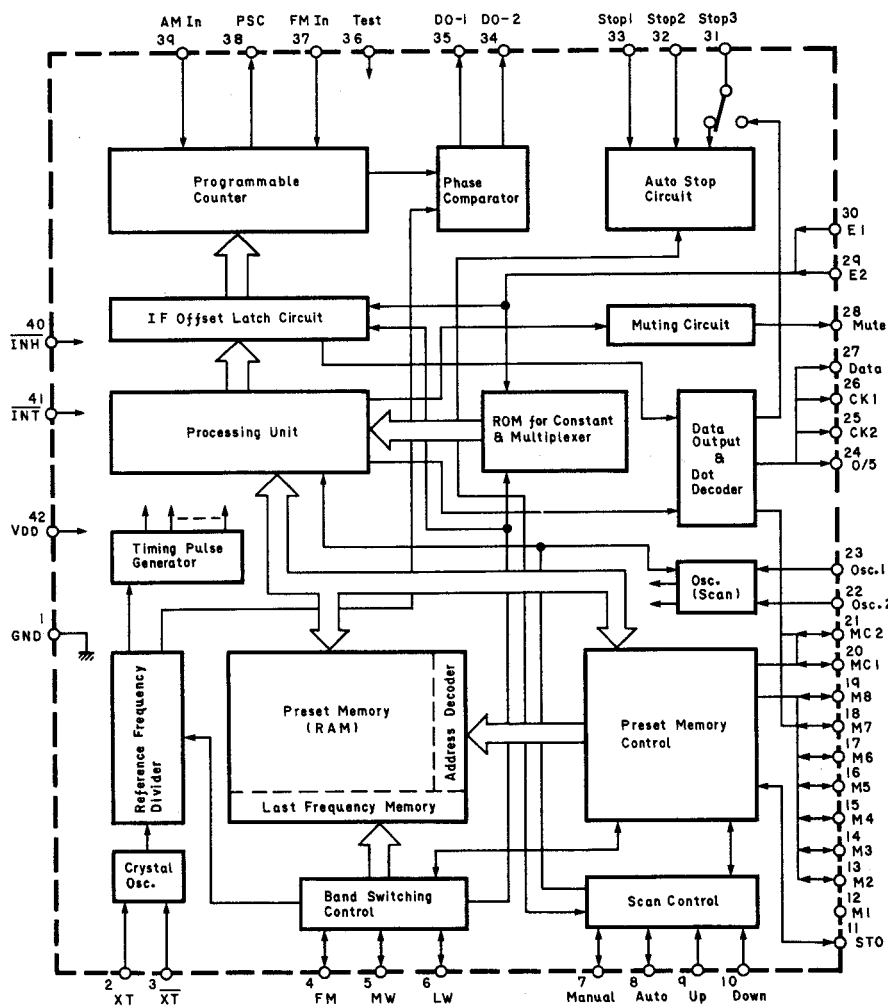 AM In PSC FM In Test DO-1 DO-2 Stop1 Stop2 Stop3
39 38 37 36 35 34 33 32 31
Programmable
Counter
Phase
Comparator
Auto Stop
Circuit
30
E1
29
E2
IF Offset Latch Circuit
Muting Circuit
28
Mute
40
INH
27
Data
26
CK1
41
INT
Processing Unit
ROM for Constant
& Multiplexer
Data
Output
&
Dot
Decoder
25
CK2
24
O/5
42
VDD
Timing Pulse
Generator
Osc.
(Scan)
23
Osc.1
22
Osc.2
1
GND
21
MC2
20
MC1
19
M8
18
M7
17
M6
16
M5
15
M4
14
M3
13
M2
12
M1
11
STO
Reference Frequency
Divider
Preset Memory
(RAM)
Address Decoder
Last Frequency Memory
Preset Memory
Control
Crystal
Osc.
Band Switching
Control
Scan Control
2 3 4 5 6 7 8 9 10
XT XT FM MW LW Manual Auto Up Down